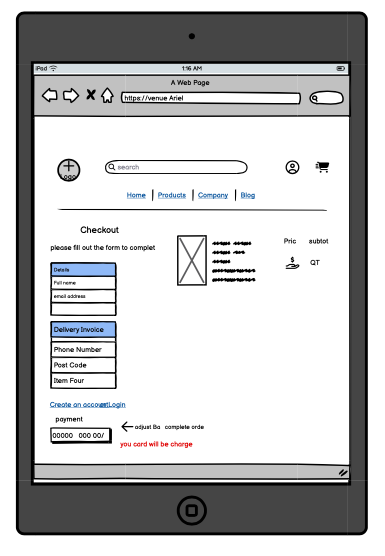 iPad
1:16 AM
A Web Page
https://venue Ariel
search
Home Products Company Blog
Checkout
please fill out the form to complet
Pric subtot
QT
Details
Full name
email address
Delivery Invoice
Phone Number
Post Code
Item Four
Create an account Login
payment
00000 000 00/
adjust Ba complete orde
you card will be charge